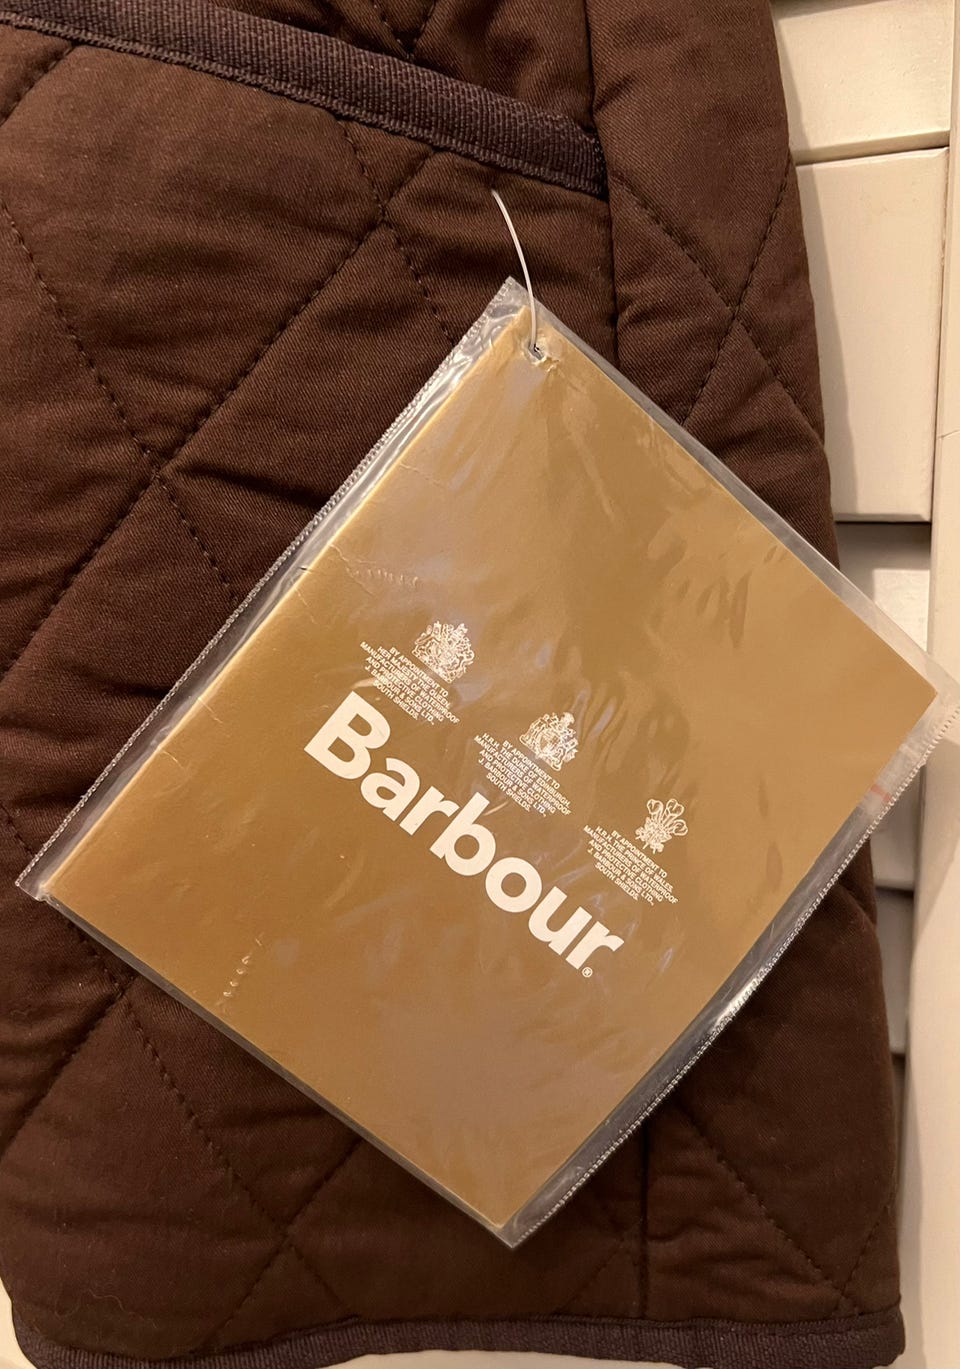 BY APPOINTMENT TO
HER MAJESTY THE QUEEN,
MANUFACTURERS OF WATERPROOF
AND PROTECTIVE CLOTHING
J. BARBOUR & SONS LTD.,
SOUTH SHIELDS.
BY APPOINTMENT TO
H.R.H. THE DUKE OF EDINBURGH,
MANUFACTURERS OF WATERPROOF
AND PROTECTIVE CLOTHING
J. BARBOUR & SONS LTD.,
SOUTH SHIELDS.
BY APPOINTMENT TO
H.R.H. THE PRINCE OF WALES,
MANUFACTURERS OF WATERPROOF
AND PROTECTIVE CLOTHING
J. BARBOUR & SONS LTD.,
SOUTH SHIELDS.
Barbour®